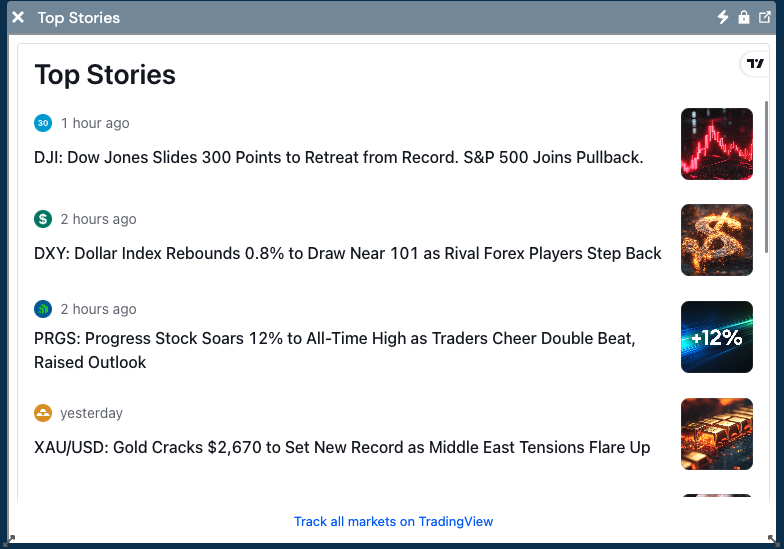 Top Stories
Top Stories
30
1 hour ago
DJI: Dow Jones Slides 300 Points to Retreat from Record. S&P 500 Joins Pullback.
$
2 hours ago
DXY: Dollar Index Rebounds 0.8% to Draw Near 101 as Rival Forex Players Step Back
2 hours ago
PRGS: Progress Stock Soars 12% to All-Time High as Traders Cheer Double Beat,
Raised Outlook
+12%
yesterday
XAU/USD: Gold Cracks $2,670 to Set New Record as Middle East Tensions Flare Up
Track all markets on TradingView